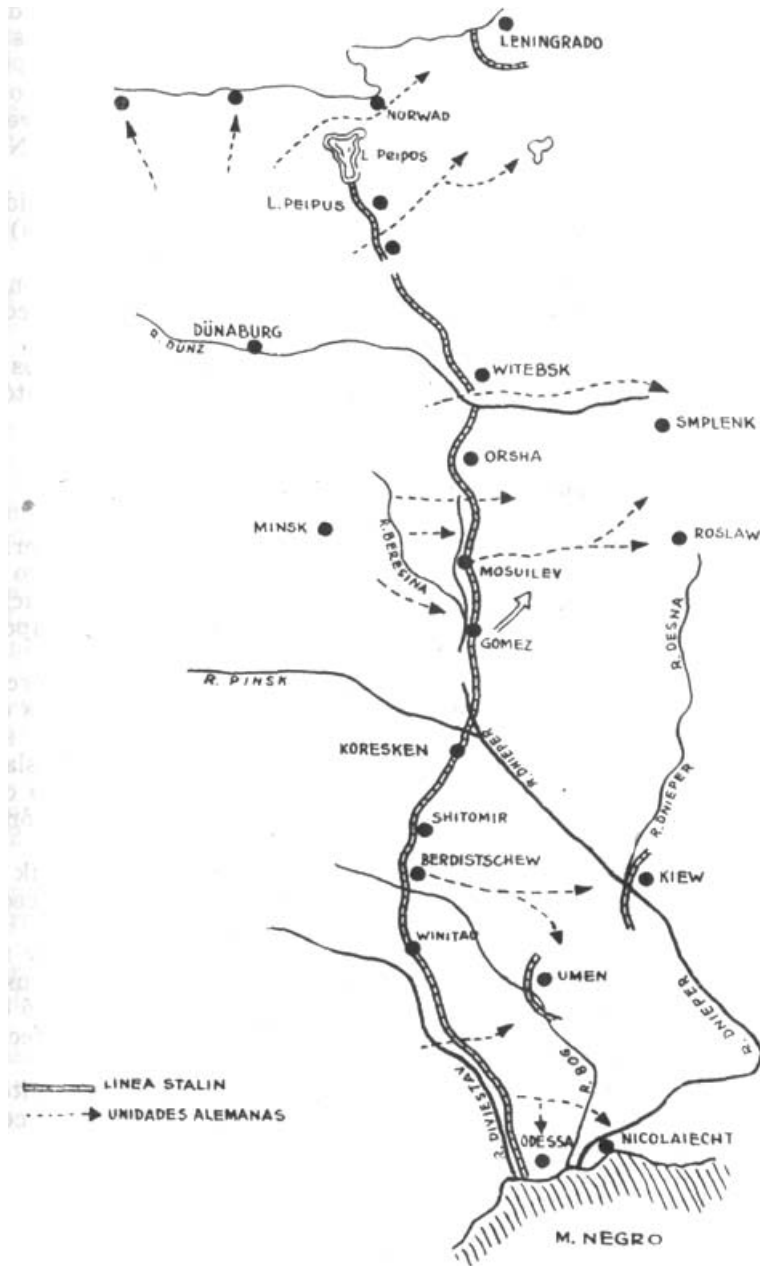 LENINGRADO
NORWAD
L. PEIPOS
L. PEIPUS
DÜNABURG
R. DUNZ
WITEBSK
SMPLENK
ORSHA
MINSK
R. BERESINA
ROSLAW
MOSUILEV
GOMEZ
R. DESNA
R. PINSK
KORESKEN
R. DNIEPER
R. DNIEPER
SHITOMIR
BERDISTSCHEW
KIEW
WINITAO
UMEN
R. DNIEPER
R. BOG
LINEA STALIN
UNIDADES ALEMANAS
R. DIVIESTAV
ODESSA
NICOLAIECHT
M. NEGRO